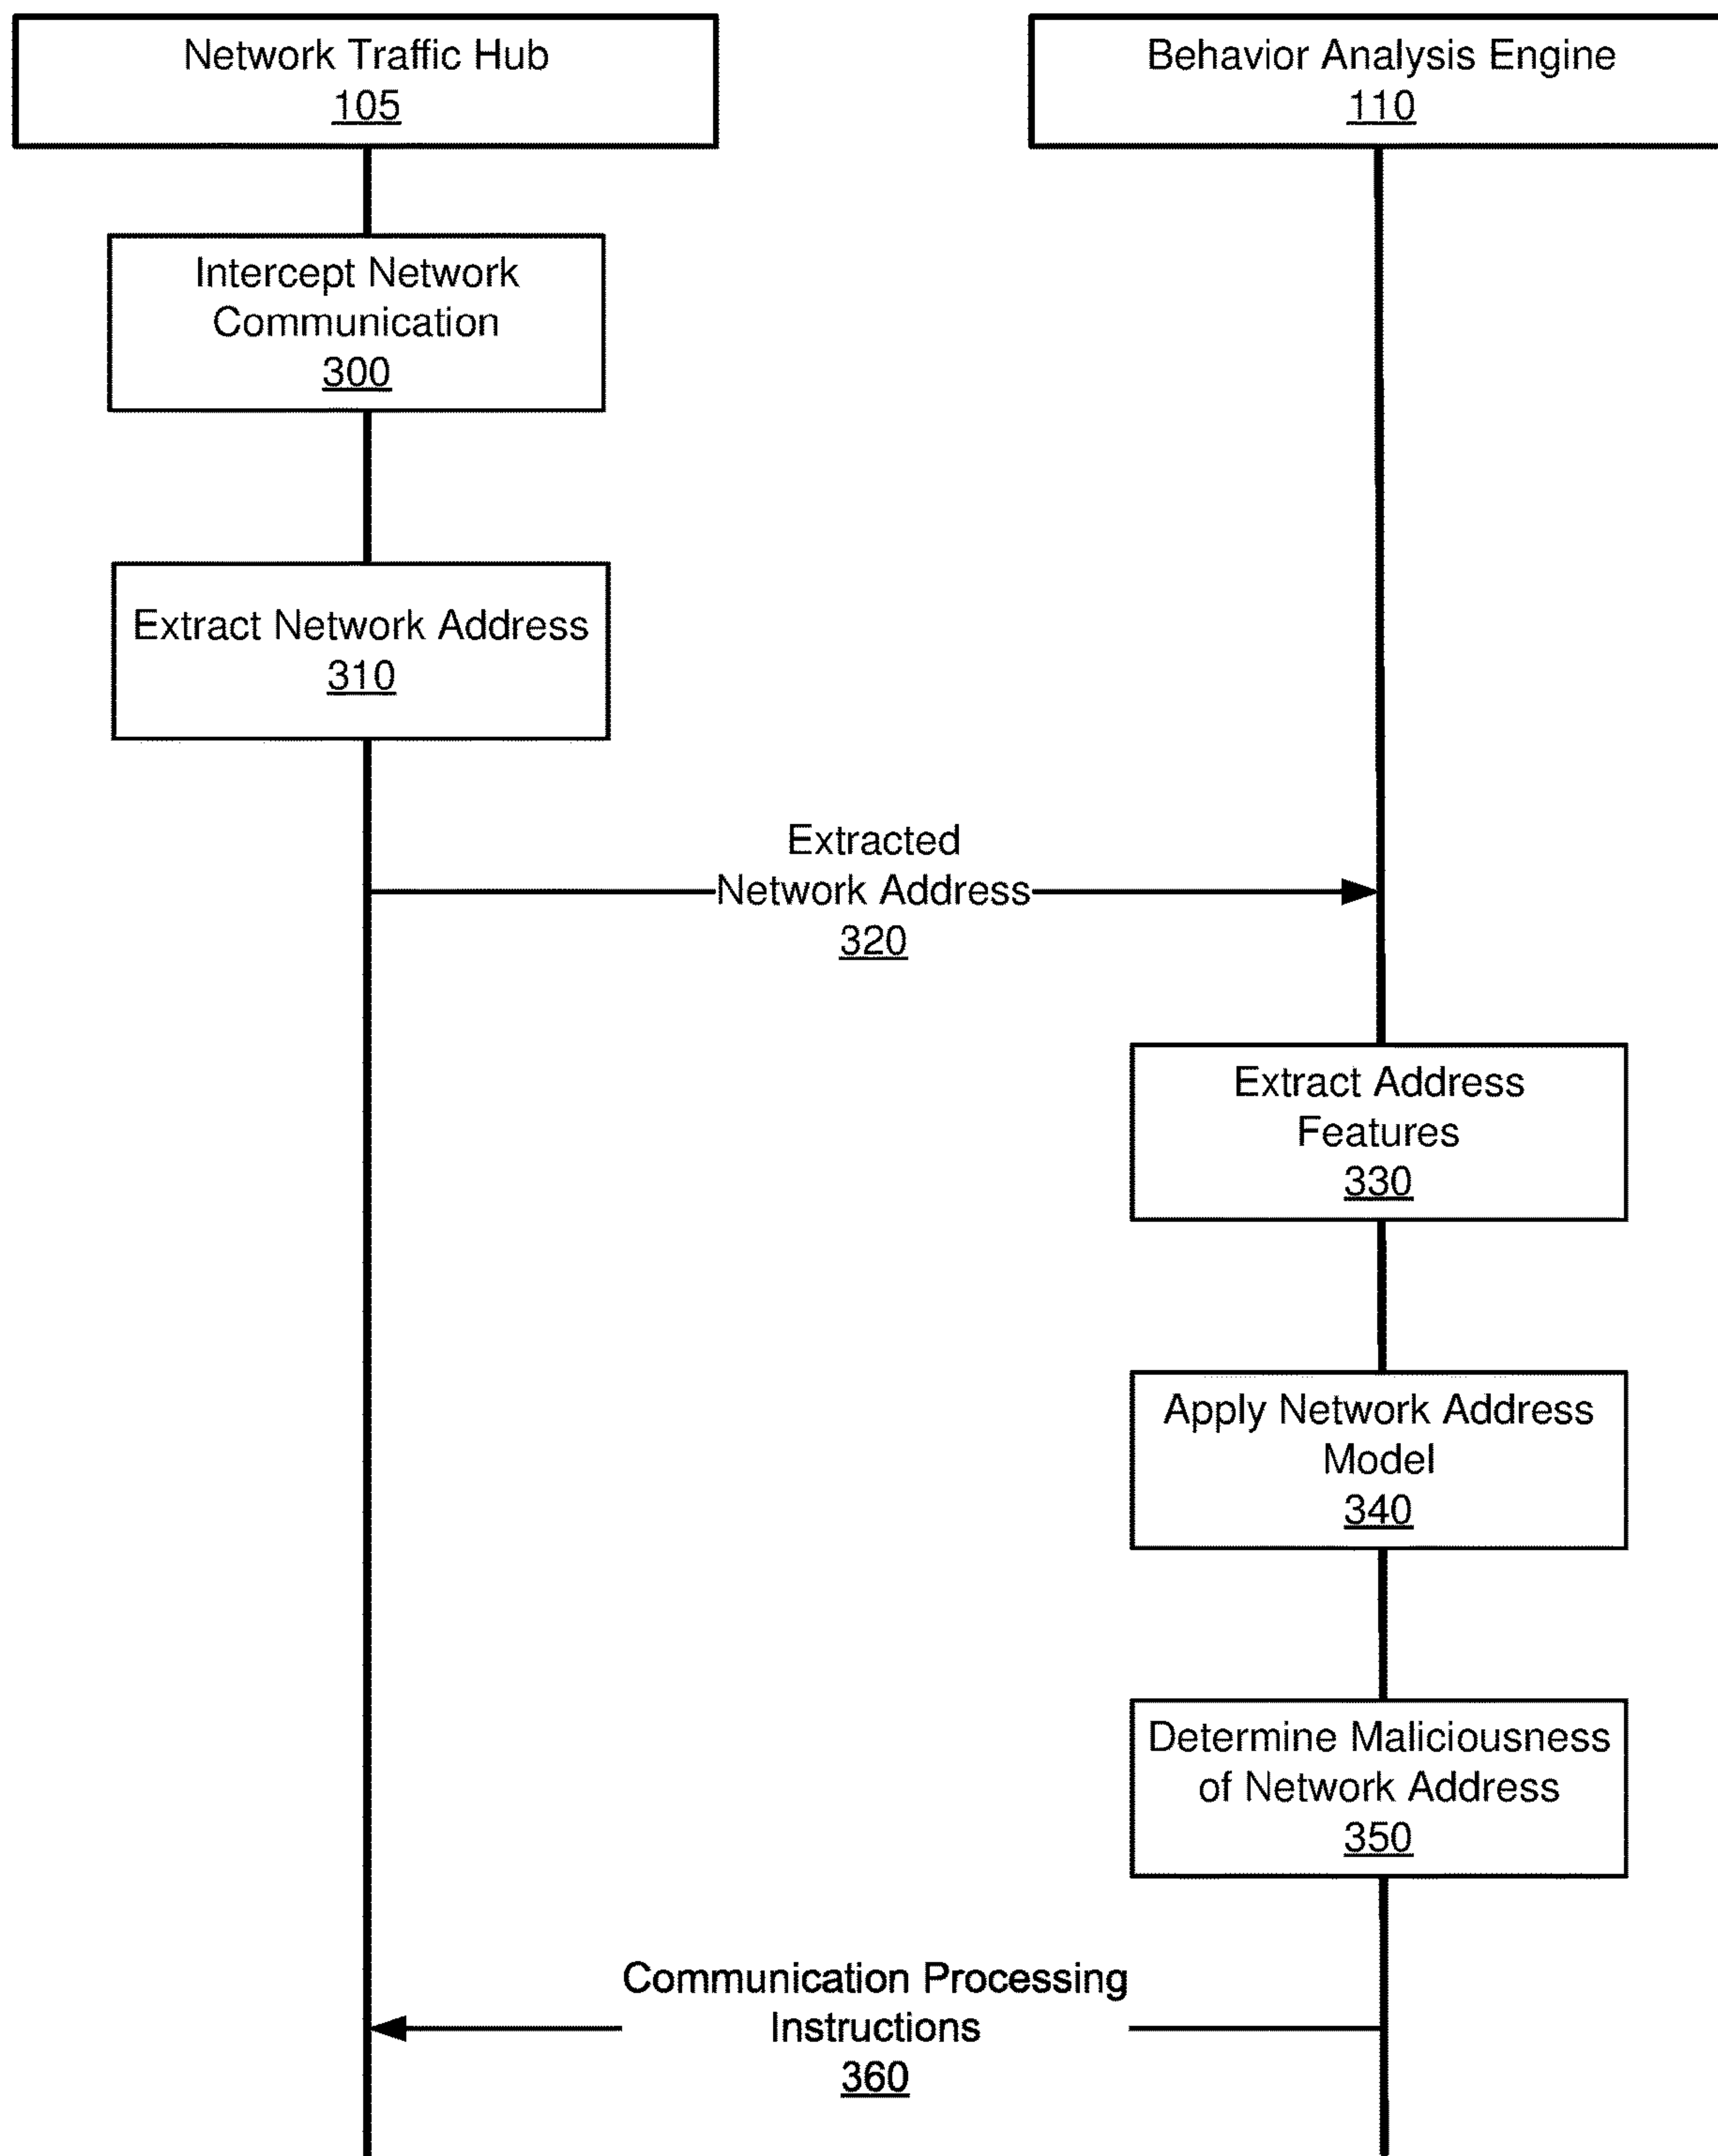 Network Traffic Hub
105
Behavior Analysis Engine
110
Intercept Network
Communication
300
Extract Network Address
310
Extracted
Network Address
320
Extract Address
Features
330
Apply Network Address
Model
340
Determine Maliciousness
of Network Address
350
Communication Processing
Instructions
360